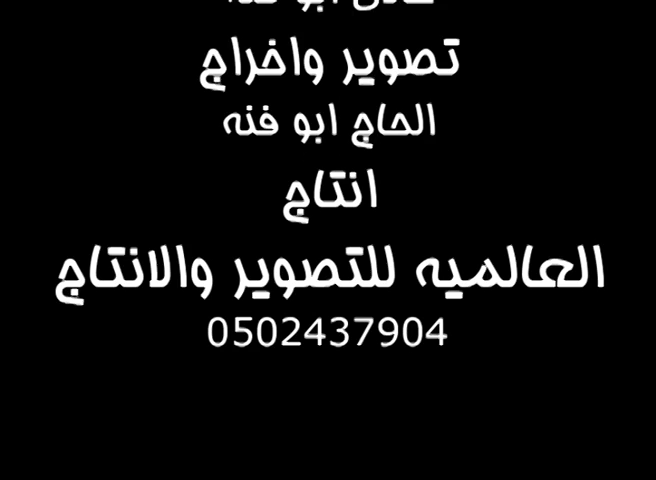 تصوير واخراج
الحاج ابو فنه
انتاج
العالميه للتصوير والانتاج
0502437904